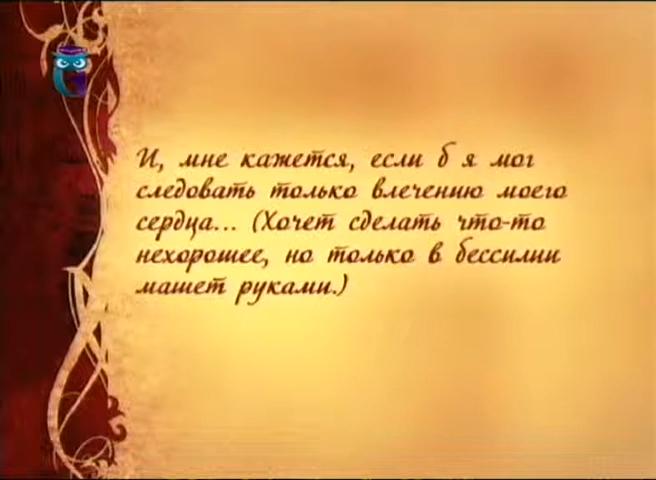 И, мне кажется, если б я мог
следовать только влечению моего
сердца... (Хочет сделать что-то
нехорошее, но только в бессилии
машет руками.)